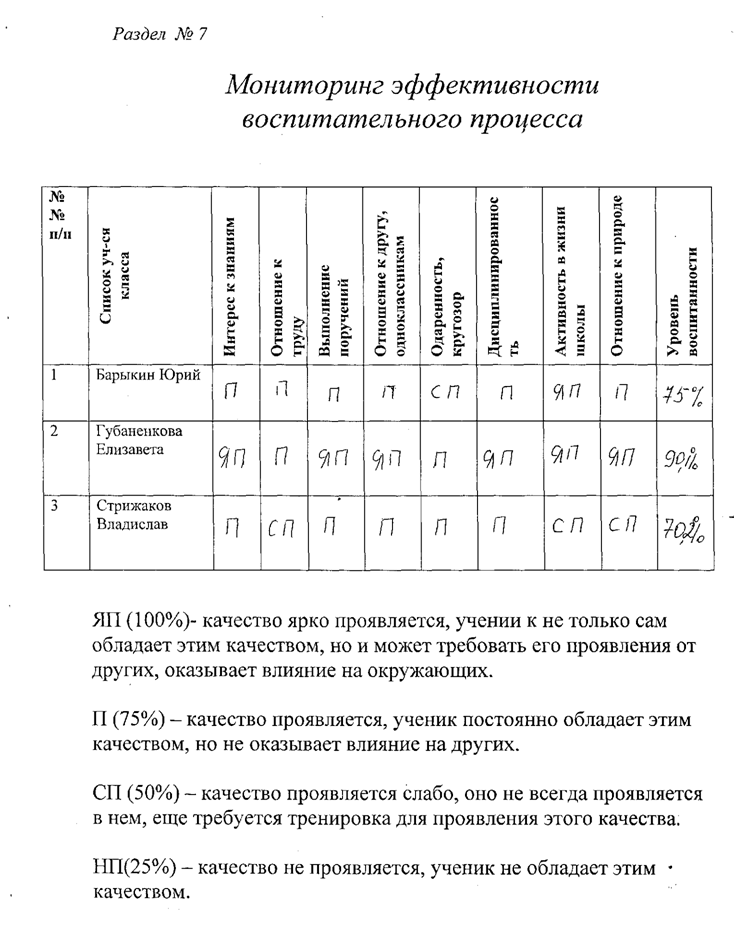 Раздел № 7
Мониторинг эффективности
воспитательного процесса
№
№
п/п
Список уч-ся
класса
Интерес к знаниям
Отношение к
труду
Выполнение
поручений
Отношение к другу,
одноклассникам
Одаренность,
кругозор
Дисциплинированнос
ть
Активность в жизни
школы
Отношение к природе
Уровень
воспитанности
1 Барыкин Юрий П П П П СП П ЯП П 75%
2 Губаненкова
Елизавета ЯП П ЯП ЯП П ЯП ЯП ЯП 90%
3 Стрижаков
Владислав П СП П П П П СП СП 70%
ЯП (100%)- качество ярко проявляется, учении к не только сам
обладает этим качеством, но и может требовать его проявления от
других, оказывает влияние на окружающих.
П (75%) – качество проявляется, ученик постоянно обладает этим
качеством, но не оказывает влияние на других.
СП (50%) – качество проявляется слабо, оно не всегда проявляется
в нем, еще требуется тренировка для проявления этого качества.
НП(25%) – качество не проявляется, ученик не обладает этим
качеством.